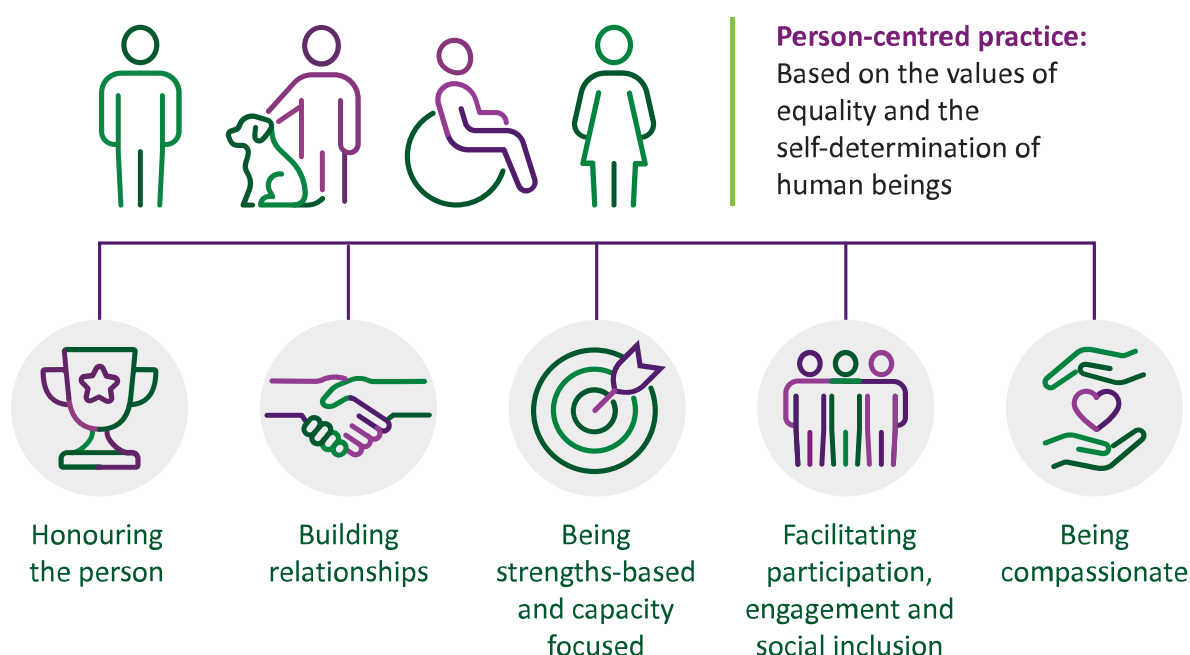 Person-centred practice:
Based on the values of
equality and the
self-determination of
human beings
Honouring
the person
Building
relationships
Being
strengths-based
and capacity
focused
Facilitating
participation,
engagement and
social inclusion
Being
compassionate